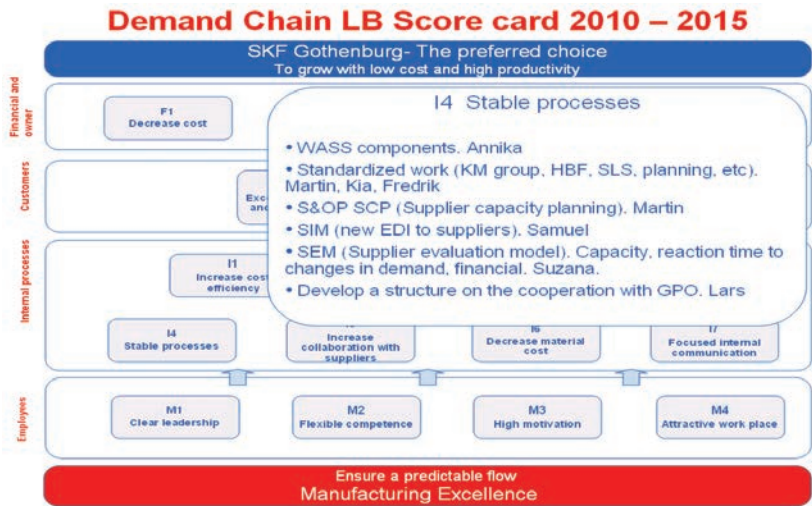 Demand Chain LB Score card 2010 – 2015
SKF Gothenburg- The preferred choice
To grow with low cost and high productivity
Financial and
owner
F1
Decrease cost
I4 Stable processes
• WASS components. Annika
• Standardized work (KM group, HBF, SLS, planning, etc).
Martin, Kia, Fredrik
• S&OP SCP (Supplier capacity planning). Martin
• SIM (new EDI to suppliers). Samuel
• SEM (Supplier evaluation model). Capacity, reaction time to
changes in demand, financial. Suzana.
• Develop a structure on the cooperation with GPO. Lars
Customers
and
Internal processes
I1
Increase cost
efficiency
I4
Stable processes
Increase
collaboration with
suppliers
I6
Decrease material
cost
I7
Focused internal
communication
Employees
M1
Clear leadership
M2
Flexible competence
M3
High motivation
M4
Attractive work place
Ensure a predictable flow
Manufacturing Excellence